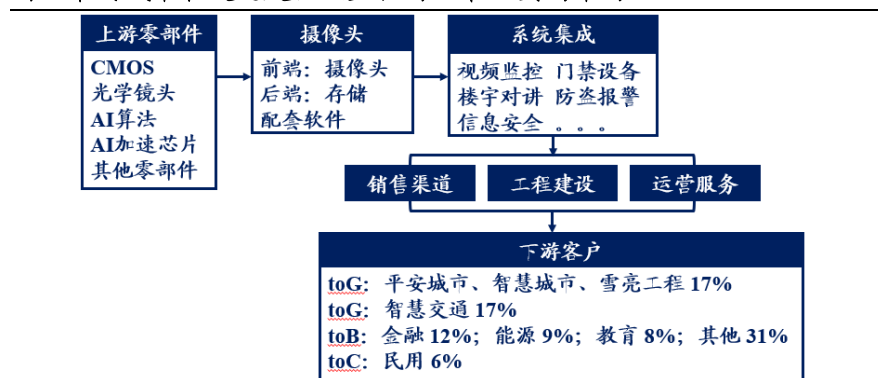 上游零部件
CMOS
光学镜头
AI算法
AI加速芯片
其他零部件
摄像头
前端：摄像头
后端：存储
配套软件
系统集成
视频监控 门禁设备
楼宇对讲 防盗报警
信息安全 。。。
销售渠道
工程建设
运营服务
下游客户
toG：平安城市、智慧城市、雪亮工程 17%
toG：智慧交通 17%
toB：金融 12%；能源 9%；教育 8%；其他 31%
toC：民用 6%